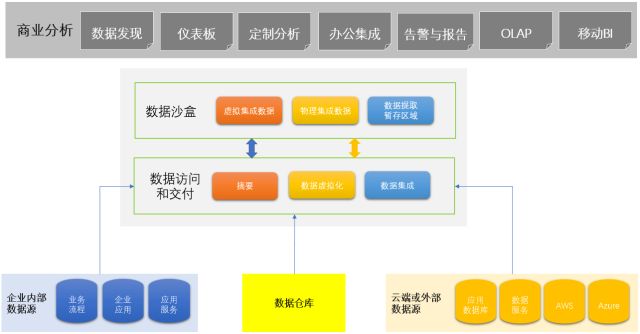 商业分析
数据发现
仪表板
定制分析
办公集成
告警与报告
OLAP
移动BI
数据沙盒
虚拟集成数据
物理集成数据
数据提取
暂存区域
数据访问
和交付
摘要
数据虚拟化
数据集成
企业内部
数据源
业务
流程
企业
应用
应用
服务
数据仓库
云端或外部
数据源
应用
数据库
数据
服务
AWS
Azure